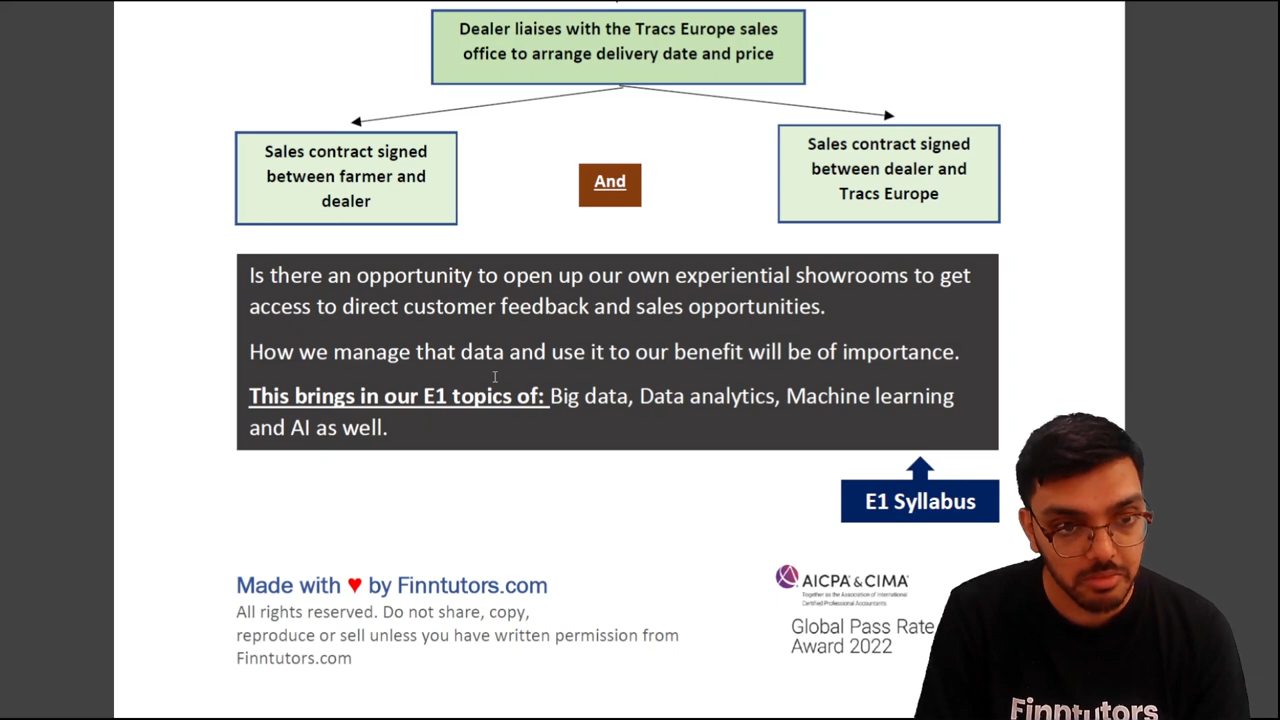 Dealer liaises with the Tracs Europe sales
office to arrange delivery date and price
Sales contract signed
between farmer and
dealer
And
Sales contract signed
between dealer and
Tracs Europe
Is there an opportunity to open up our own experiential showrooms to get
access to direct customer feedback and sales opportunities.
How we manage that data and use it to our benefit will be of importance.
This brings in our E1 topics of: Big data, Data analytics, Machine learning
and AI as well.
E1 Syllabus
Made with ♥ by Finntutors.com
All rights reserved. Do not share, copy,
reproduce or sell unless you have written permission from
Finntutors.com
AICPA & CIMA
Together as the Association of International
Certified Professional Accountants
Global Pass Rate
Award 2022
Finntutors